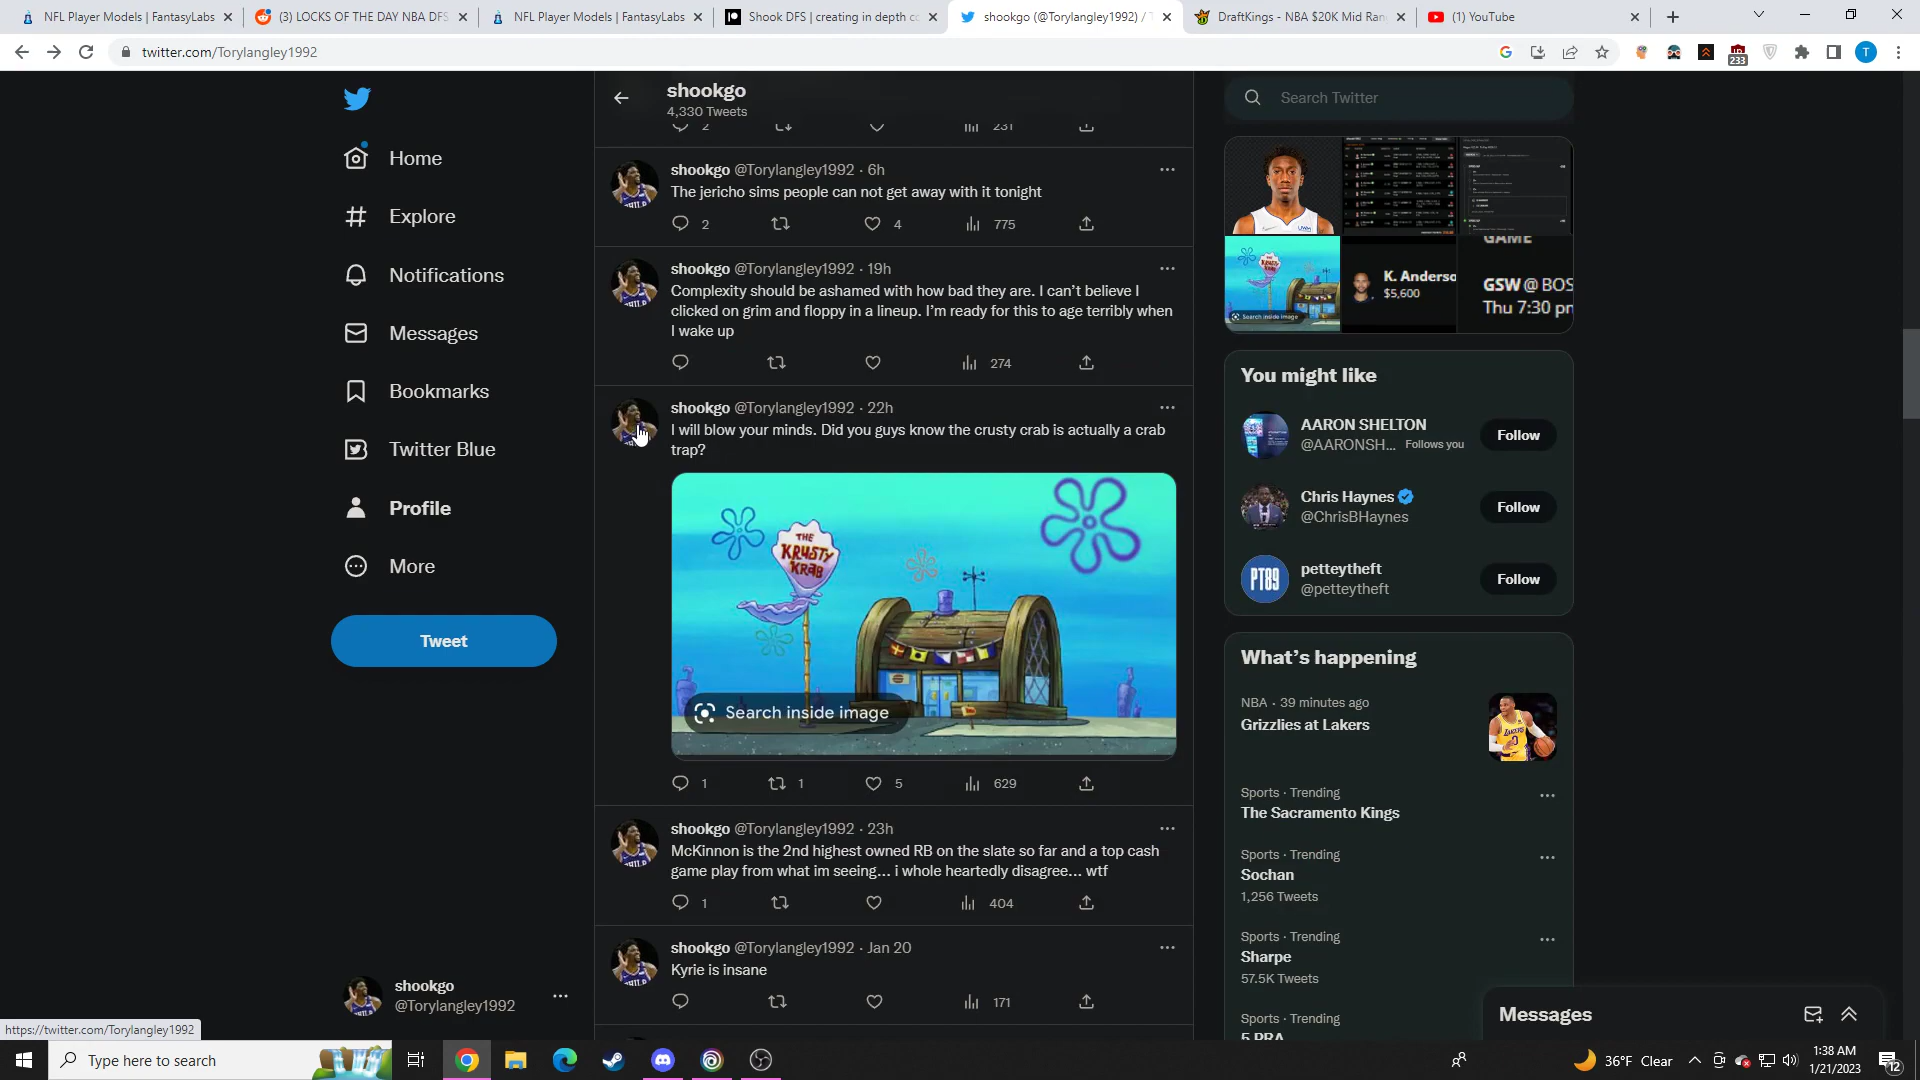 NFL Player Models | FantasyLabs
(3) LOCKS OF THE DAY NBA DFS
NFL Player Models | FantasyLabs
Shook DFS | creating in depth co
shookgo (@Torylangley1992) / T
DraftKings - NBA $20K Mid Ran
(1) YouTube
twitter.com/Torylangley1992
233
T
shookgo
4,330 Tweets
Search Twitter
Home
Explore
Notifications
Messages
Bookmarks
Twitter Blue
Profile
More
Tweet
2 231
shookgo @Torylangley1992 · 6h
The jericho sims people can not get away with it tonight
2 4 775
shookgo @Torylangley1992 · 19h
Complexity should be ashamed with how bad they are. I can't believe I
clicked on grim and floppy in a lineup. I'm ready for this to age terribly when
I wake up
274
shookgo @Torylangley1992 · 22h
I will blow your minds. Did you guys know the crusty crab is actually a crab
trap?
THE
KRUSTY
KRAB
Search inside image
1 1 5 629
shookgo @Torylangley1992 · 23h
McKinnon is the 2nd highest owned RB on the slate so far and a top cash
game play from what im seeing... i whole heartedly disagree... wtf
1 404
shookgo @Torylangley1992 · Jan 20
Kyrie is insane
171
Search inside image
K. Anderso
$5,600
GAME
GSW @ BOS
Thu 7:30 pm
You might like
AARON SHELTON
@AARONSH... Follows you
Follow
Chris Haynes
@ChrisBHaynes
Follow
PT89
petteytheft
@petteytheft
Follow
What's happening
NBA · 39 minutes ago
Grizzlies at Lakers
Sports · Trending
The Sacramento Kings
Sports · Trending
Sochan
1,256 Tweets
Sports · Trending
Sharpe
57.5K Tweets
Sports · Trending
5 PRA
Messages
shookgo
@Torylangley1992
https://twitter.com/Torylangley1992
Type here to search
36°F Clear
1:38 AM
1/21/2023
12